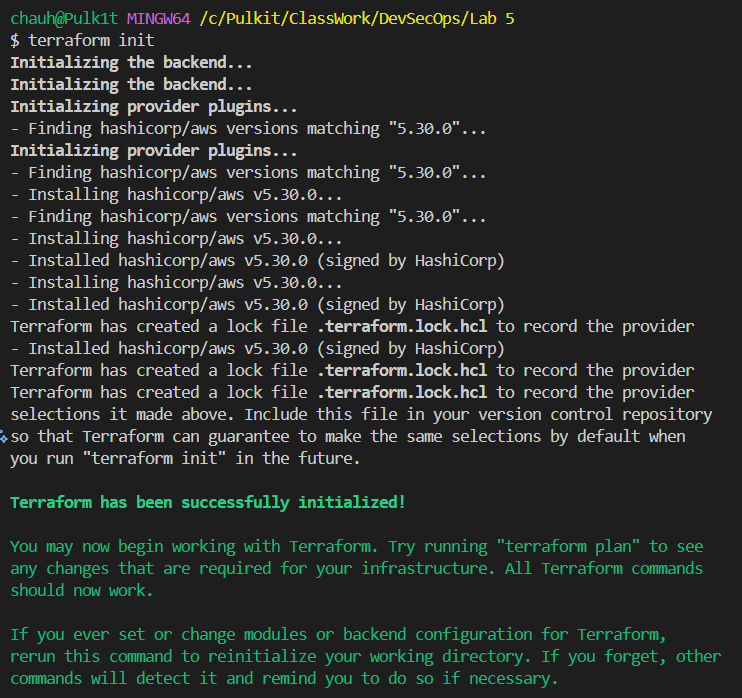 chauh@Pulk1t MINGW64 /c/Pulkit/ClassWork/DevSecOps/Lab 5
$ terraform init
Initializing the backend...
Initializing the backend...
Initializing provider plugins...
- Finding hashicorp/aws versions matching "5.30.0"...
Initializing provider plugins...
- Finding hashicorp/aws versions matching "5.30.0"...
- Installing hashicorp/aws v5.30.0...
- Finding hashicorp/aws versions matching "5.30.0"...
- Installing hashicorp/aws v5.30.0...
- Installed hashicorp/aws v5.30.0 (signed by HashiCorp)
- Installing hashicorp/aws v5.30.0...
- Installed hashicorp/aws v5.30.0 (signed by HashiCorp)
Terraform has created a lock file .terraform.lock.hcl to record the provider
- Installed hashicorp/aws v5.30.0 (signed by HashiCorp)
Terraform has created a lock file .terraform.lock.hcl to record the provider
Terraform has created a lock file .terraform.lock.hcl to record the provider
selections it made above. Include this file in your version control repository
so that Terraform can guarantee to make the same selections by default when
you run "terraform init" in the future.
Terraform has been successfully initialized!
You may now begin working with Terraform. Try running "terraform plan" to see
any changes that are required for your infrastructure. All Terraform commands
should now work.
If you ever set or change modules or backend configuration for Terraform,
rerun this command to reinitialize your working directory. If you forget, other
commands will detect it and remind you to do so if necessary.